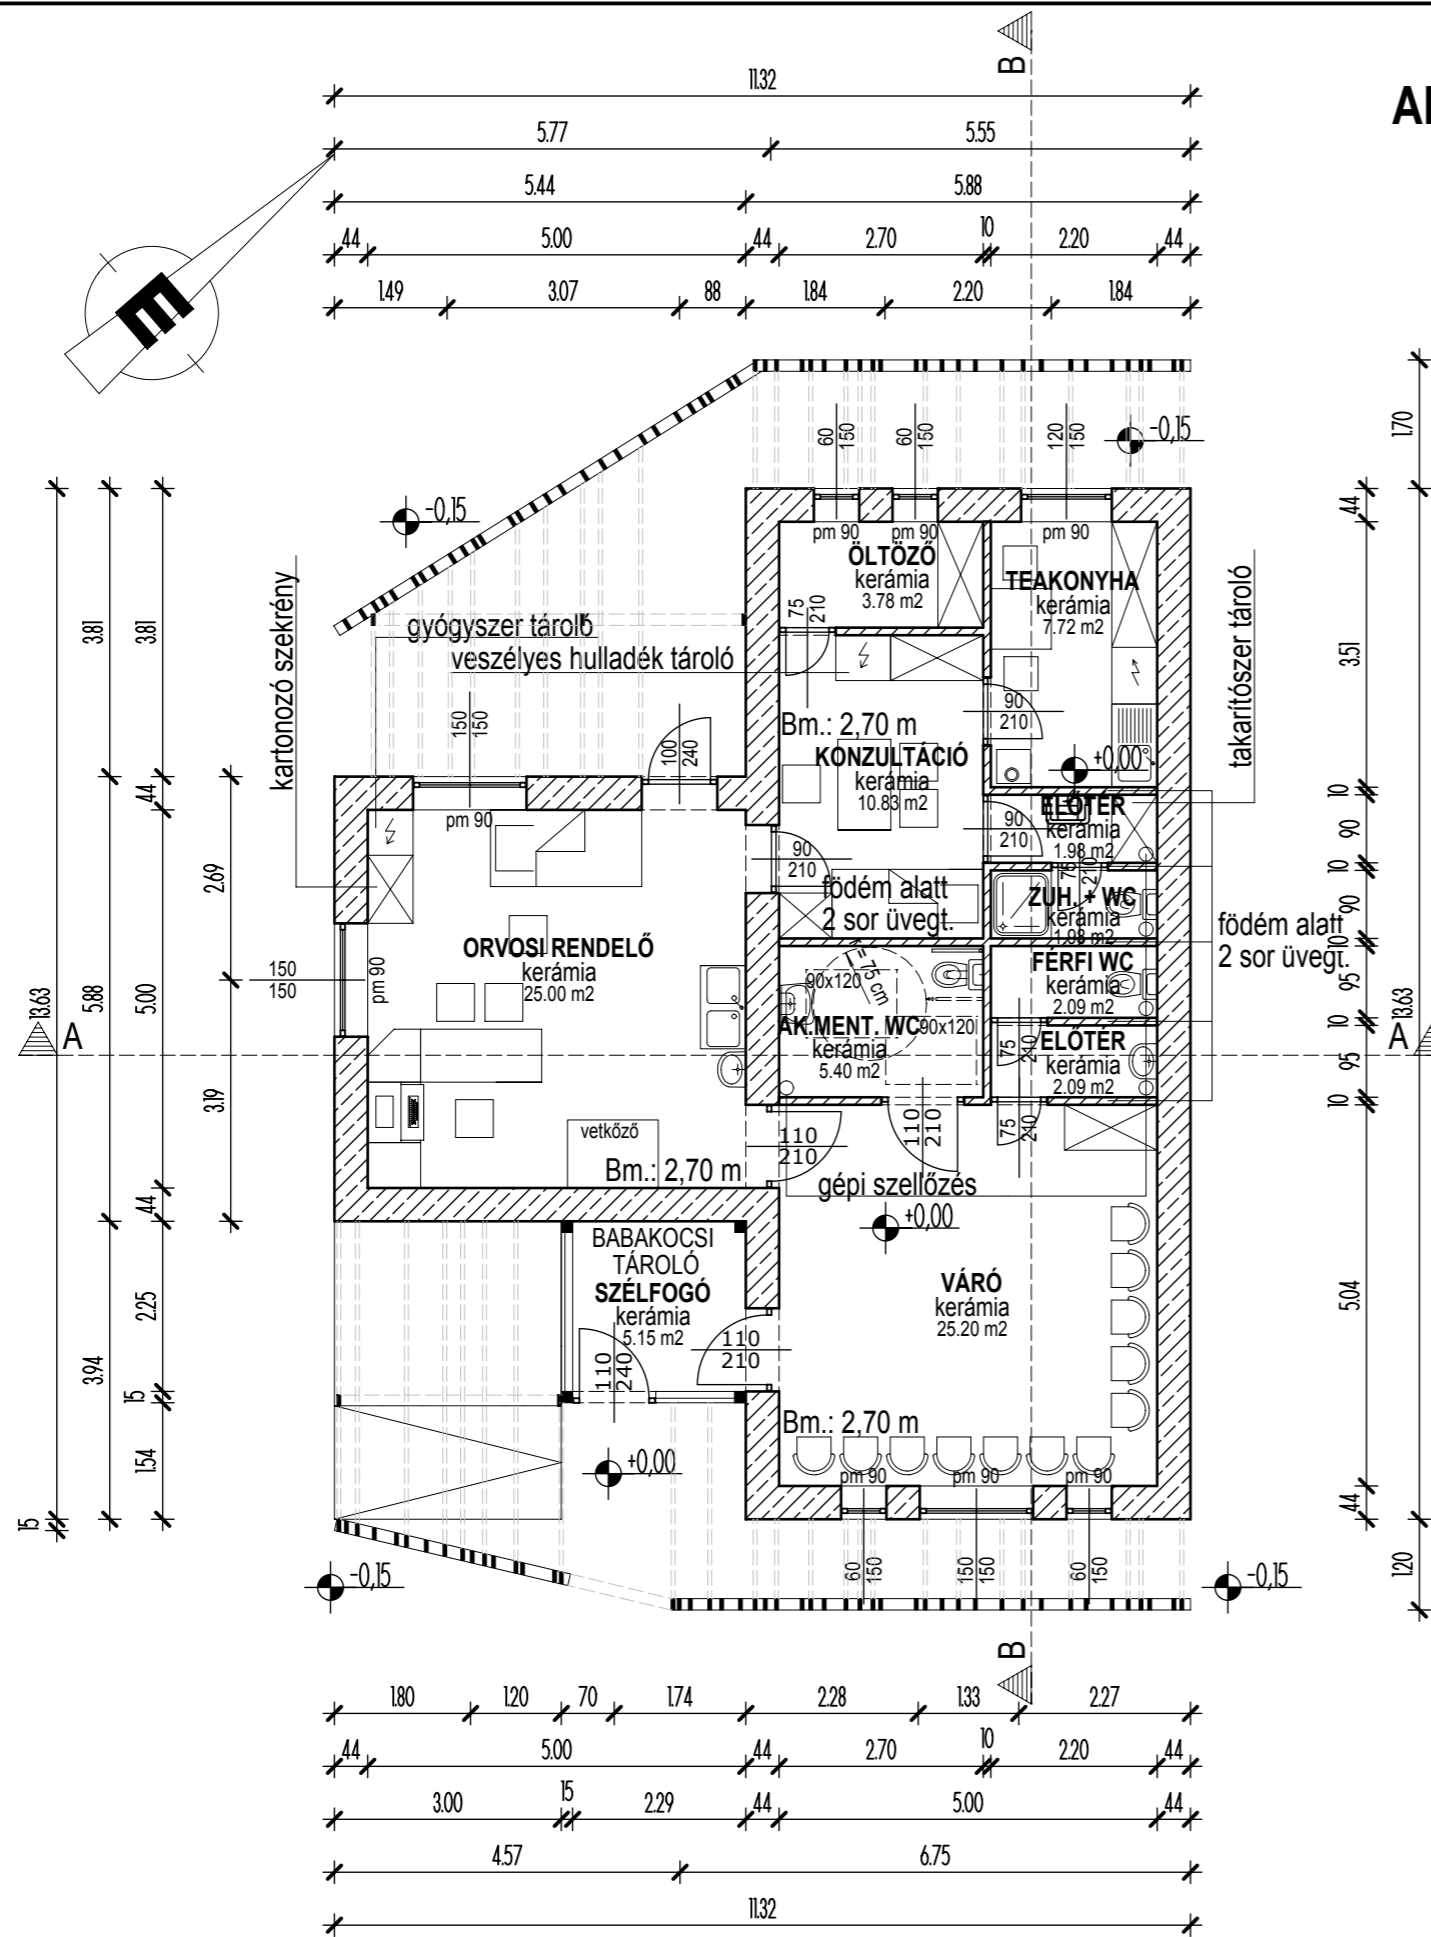 B
11.32
5.77 5.55
5.44 5.88
44 5.00 44 2.70 10 2.20 44
1.49 3.07 88 1.84 2.20 1.84
É
-0,15
-0,15
60 150
60 150
120 150
pm 90 pm 90 pm 90
ÖLTÖZŐ
kerámia
3.78 m2
TEAKONYHA
kerámia
7.72 m2
75 210
kartonozó szekrény
gyógyszer tároló
veszélyes hulladék tároló
takarítószer tároló
150 150
100 240
Bm.: 2,70 m
90 210
KONZULTÁCIÓ
kerámia
10.83 m2
+0,00
pm 90
90 210
90 210
ELŐTÉR
kerámia
1.98 m2
75 210
födém alatt
2 sor üvegt.
ZUH. + WC
kerámia
1.98 m2
födém alatt
2 sor üvegt.
ORVOSI RENDELŐ
kerámia
25.00 m2
150 150
pm 90
r= 75 cm
90x120
90x120
AK.MENT. WC
kerámia
5.40 m2
FÉRFI WC
kerámia
2.09 m2
75 210
ELŐTÉR
kerámia
2.09 m2
A
A
vetkőző
Bm.: 2,70 m
110 210
110 210
75 210
gépi szellőzés
+0,00
BABAKOCSI
TÁROLÓ
SZÉLFOGÓ
kerámia
5.15 m2
110 240
110 210
VÁRÓ
kerámia
25.20 m2
Bm.: 2,70 m
+0,00
pm 90 pm 90 pm 90
60 150
150 150
60 150
-0,15
-0,15
13.63 15
3.81 5.88 3.94
3.81 44 5.00 44 2.25 15 1.54
2.69 3.19
44 3.51 10 90 10 90 10 95 10 95 10 5.04 44
1.70 13.63 1.20
B
1.80 1.20 70 1.74 2.28 1.33 2.27
44 5.00 44 2.70 10 2.20 44
3.00 15 2.29 44 5.00 44
4.57 6.75
11.32